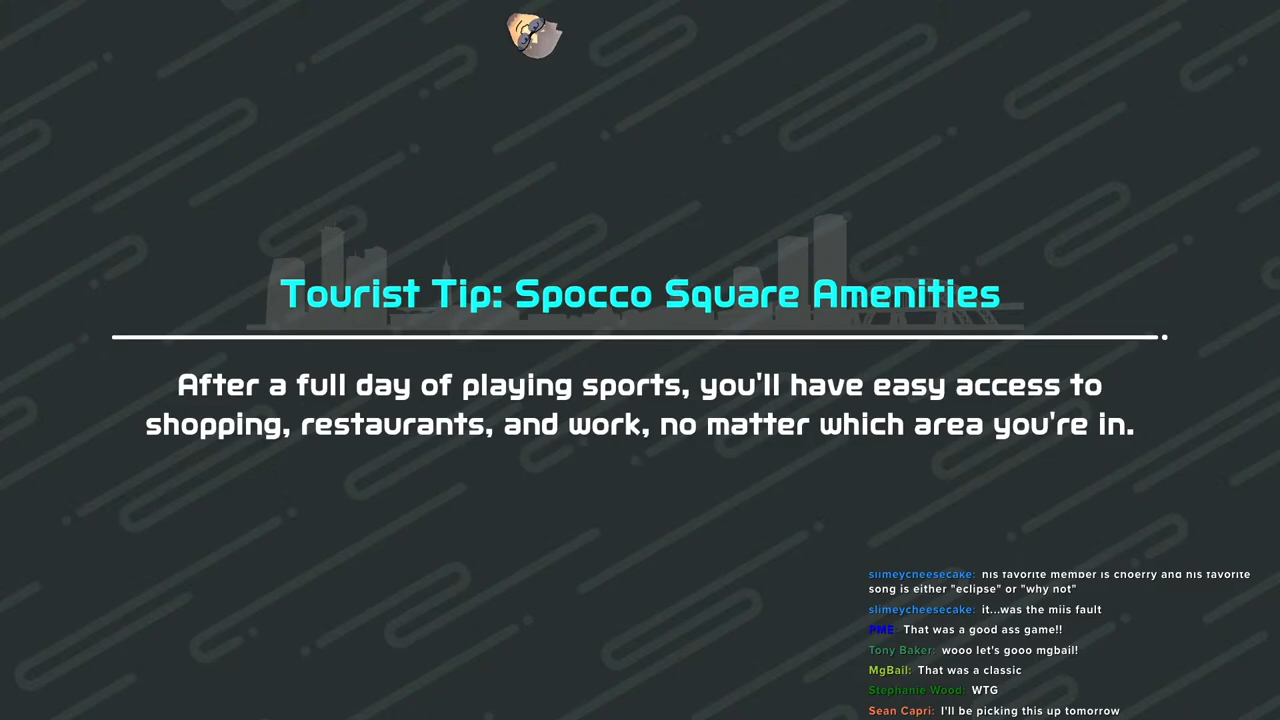 Tourist Tip: Spocco Square Amenities
After a full day of playing sports, you'll have easy access to
shopping, restaurants, and work, no matter which area you're in.
slimeycheesecake: his favorite member is choerry and his favorite
song is either "eclipse" or "why not"
slimeycheesecake: it...was the miis fault
PME: That was a good ass game!!
Tony Baker: wooo let's gooo mgbail!
MgBail: That was a classic
Stephanie Wood: WTG
Sean Capri: I'll be picking this up tomorrow